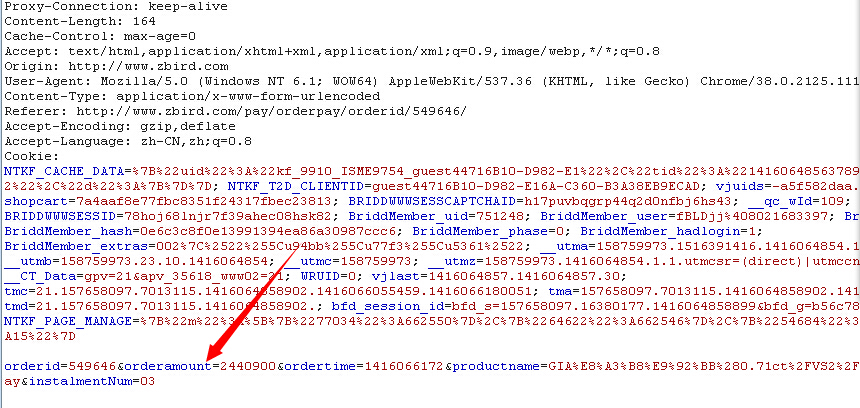 Proxy-Connection: keep-alive
Content-Length: 164
Cache-Control: max-age=0
Accept: text/html,application/xhtml+xml,application/xml;q=0.9,image/webp,*/*;q=0.8
Origin: http://www.zbird.com
User-Agent: Mozilla/5.0 (Windows NT 6.1; WOW64) AppleWebKit/537.36 (KHTML, like Gecko) Chrome/38.0.2125.111
Content-Type: application/x-www-form-urlencoded
Referer: http://www.zbird.com/pay/orderpay/orderid/549646/
Accept-Encoding: gzip,deflate
Accept-Language: zh-CN,zh;q=0.8
Cookie:
NTKF_CACHE_DATA=%7B%22uid%22%3A%22kf_9910_ISME9754_guest44716B10-D982-E1%22%2C%22tid%22%3A%221416064856378​9
2%22%2C%22d%22%3A%7B%7D%7D; NTKF_T2D_CLIENTID=guest44716B10-D982-E16A-C360-B3A38EB9ECAD; vjuids=-a5f582daa.
shopcart=7a4aaf8e77fbc8351f24317fbec23813; BRIDDWWWSESSCAPTCHAID=h17puvbqgrp44q2d0nfbj6hs43; __qc_wId=109;
BRIDDWWWSESSID=78hoj68lnjr7f39ahec08hsk82; BriddMember_uid=751248; BriddMember_user=fBLDjj%408021683397; Br
BriddMember_hash=0e6c3c8f0e13991394ea86a30987ccc6; BriddMember_phase=0; BriddMember_hadlogin=1;
BriddMember_extras=002%7C%2522%255Cu94bb%255Cu77f3%255Cu5361%2522; __utma=158759973.1516391416.1416064854.1
__utmb=158759973.23.10.1416064854; __utmc=158759973; __utmz=158759973.1416064854.1.1.utmcsr=(direct)|utmccn
__CT_Data=gpv=21&apv_35618_www02=21; WRUID=0; vjlast=1416064857.1416064857.30;
tmc=21.157658097.7013115.1416064858902.1416066055459.1416066180051; tma=157658097.7013115.1416064858902.141
tmd=21.157658097.7013115.1416064858902.; bfd_session_id=bfd_s=157658097.16380177.1416064858899&bfd_g=b56c78
NTKF_PAGE_MANAGE=%7B%22m%22%3A%5B%7B%2277034%22%3A662550%7D%2C%7B%2264622%22%3A662546%7D%2C%7B%2254684%22%3
A15%22%7D
orderid=549646&orderamount=2440900&ordertime=1416066172&productname=GIA%E8%A3%B8%E9%92%BB%280.71ct%2FVS2%2F
ay&instalmentNum=03